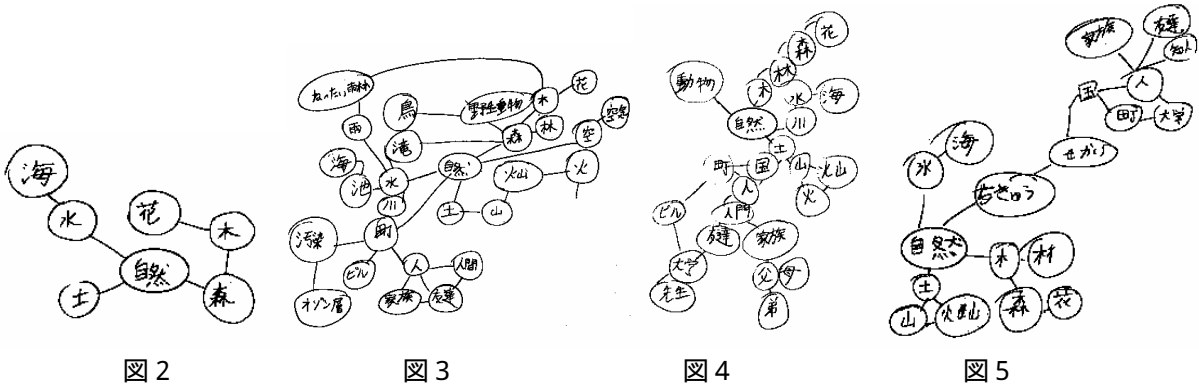 海
水
花
木
自然
土
森
図2
ねったい雨林
鳥
野生動物
木
花
空気
雨
森
林
空
海
滝
自然
火山
火
池
水
川
土
山
汚染
町
ビル
人
人間
オゾン層
家族
友達
図3
花
森
林
動物
木
水
海
自然
川
土
町
国
山
火山
人
火
ビル
人門
友達
家族
大学
先生
父
母
弟
図4
家族
友達
知人
国
人
町
大学
海
水
せかい
ちきゅう
自然
木
林
土
山
火山
森
花
図5